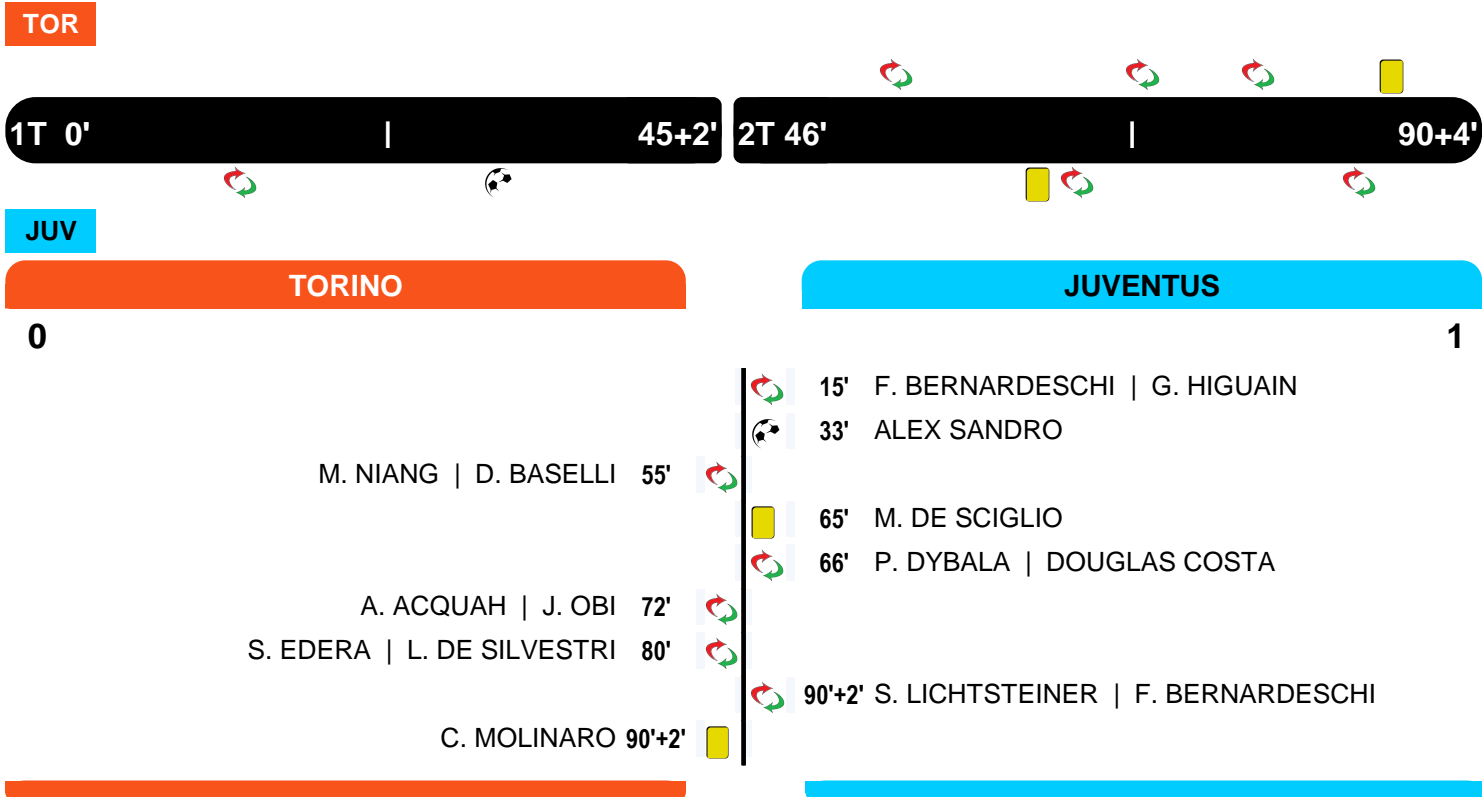 TOR
1T 0' | 45+2' 2T 46' | 90+4'
JUV
TORINO JUVENTUS
0 1
15' F. BERNARDESCHI | G. HIGUAIN
33' ALEX SANDRO
M. NIANG | D. BASELLI 55'
65' M. DE SCIGLIO
66' P. DYBALA | DOUGLAS COSTA
A. ACQUAH | J. OBI 72'
S. EDERA | L. DE SILVESTRI 80'
90'+2' S. LICHTSTEINER | F. BERNARDESCHI
C. MOLINARO 90'+2'